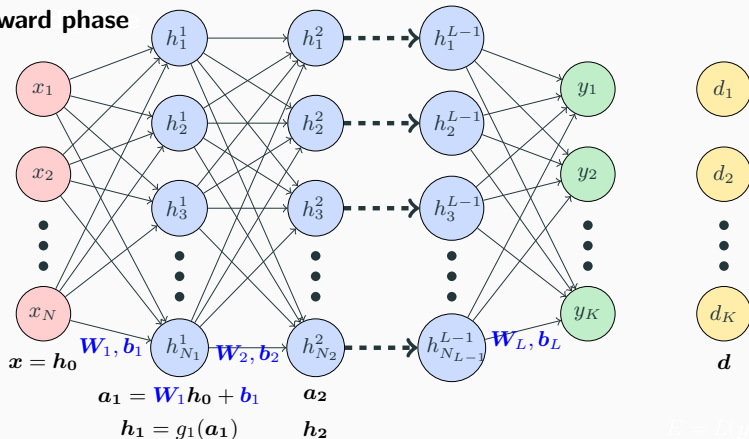 ward phase
h_1^1 h_1^2 h_1^{L-1}
x_1 y_1 d_1
h_2^1 h_2^2 h_2^{L-1}
x_2 y_2 d_2
h_3^1 h_3^2 h_3^{L-1}
x_N y_K d_K
h_{N_1}^1 h_{N_2}^2 h_{N_{L-1}}^{L-1}
W_1, b_1 W_2, b_2 W_L, b_L
x = h_0 d
a_1 = W_1 h_0 + b_1 a_2
h_1 = g_1(a_1) h_2